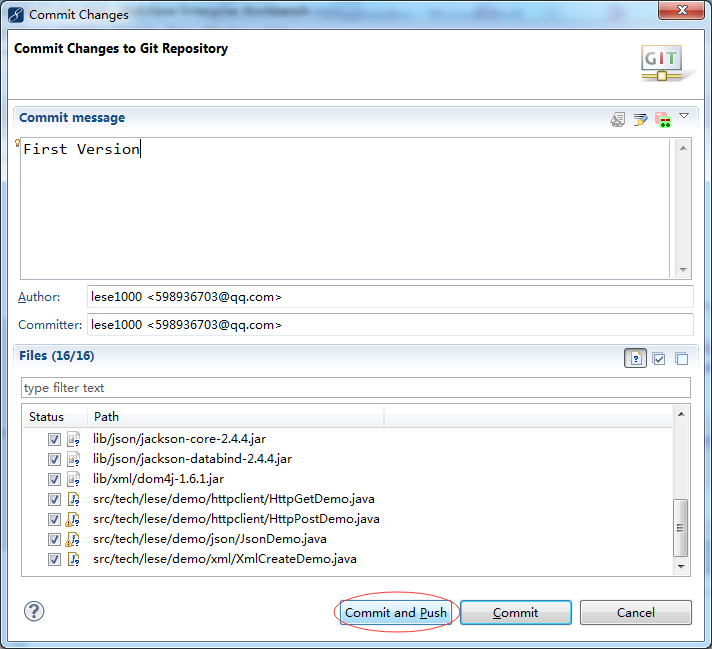 Commit Changes
Commit Changes to Git Repository
GIT
Commit message
First Version
Author: lese1000 <598936703@qq.com>
Committer: lese1000 <598936703@qq.com>
Files (16/16)
type filter text
Status Path
lib/json/jackson-core-2.4.4.jar
lib/json/jackson-databind-2.4.4.jar
lib/xml/dom4j-1.6.1.jar
src/tech/lese/demo/httpclient/HttpGetDemo.java
src/tech/lese/demo/httpclient/HttpPostDemo.java
src/tech/lese/demo/json/JsonDemo.java
src/tech/lese/demo/xml/XmlCreateDemo.java
Commit and Push Commit Cancel